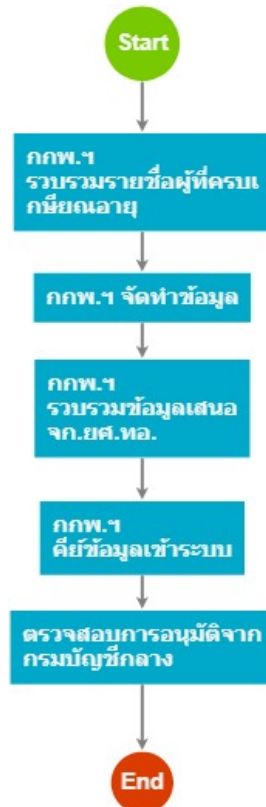 Start
กกพ.ฯ
รวบรวมรายชื่อผู้ที่ครบเ
กษียณอายุ
กกพ.ฯ จัดทำข้อมูล
กกพ.ฯ
รวบรวมข้อมูลเสนอ
จก.ยศ.ทอ.
กกพ.ฯ
คีย์ข้อมูลเข้าระบบ
ตรวจสอบการอนุมัติจาก
กรมบัญชีกลาง
End